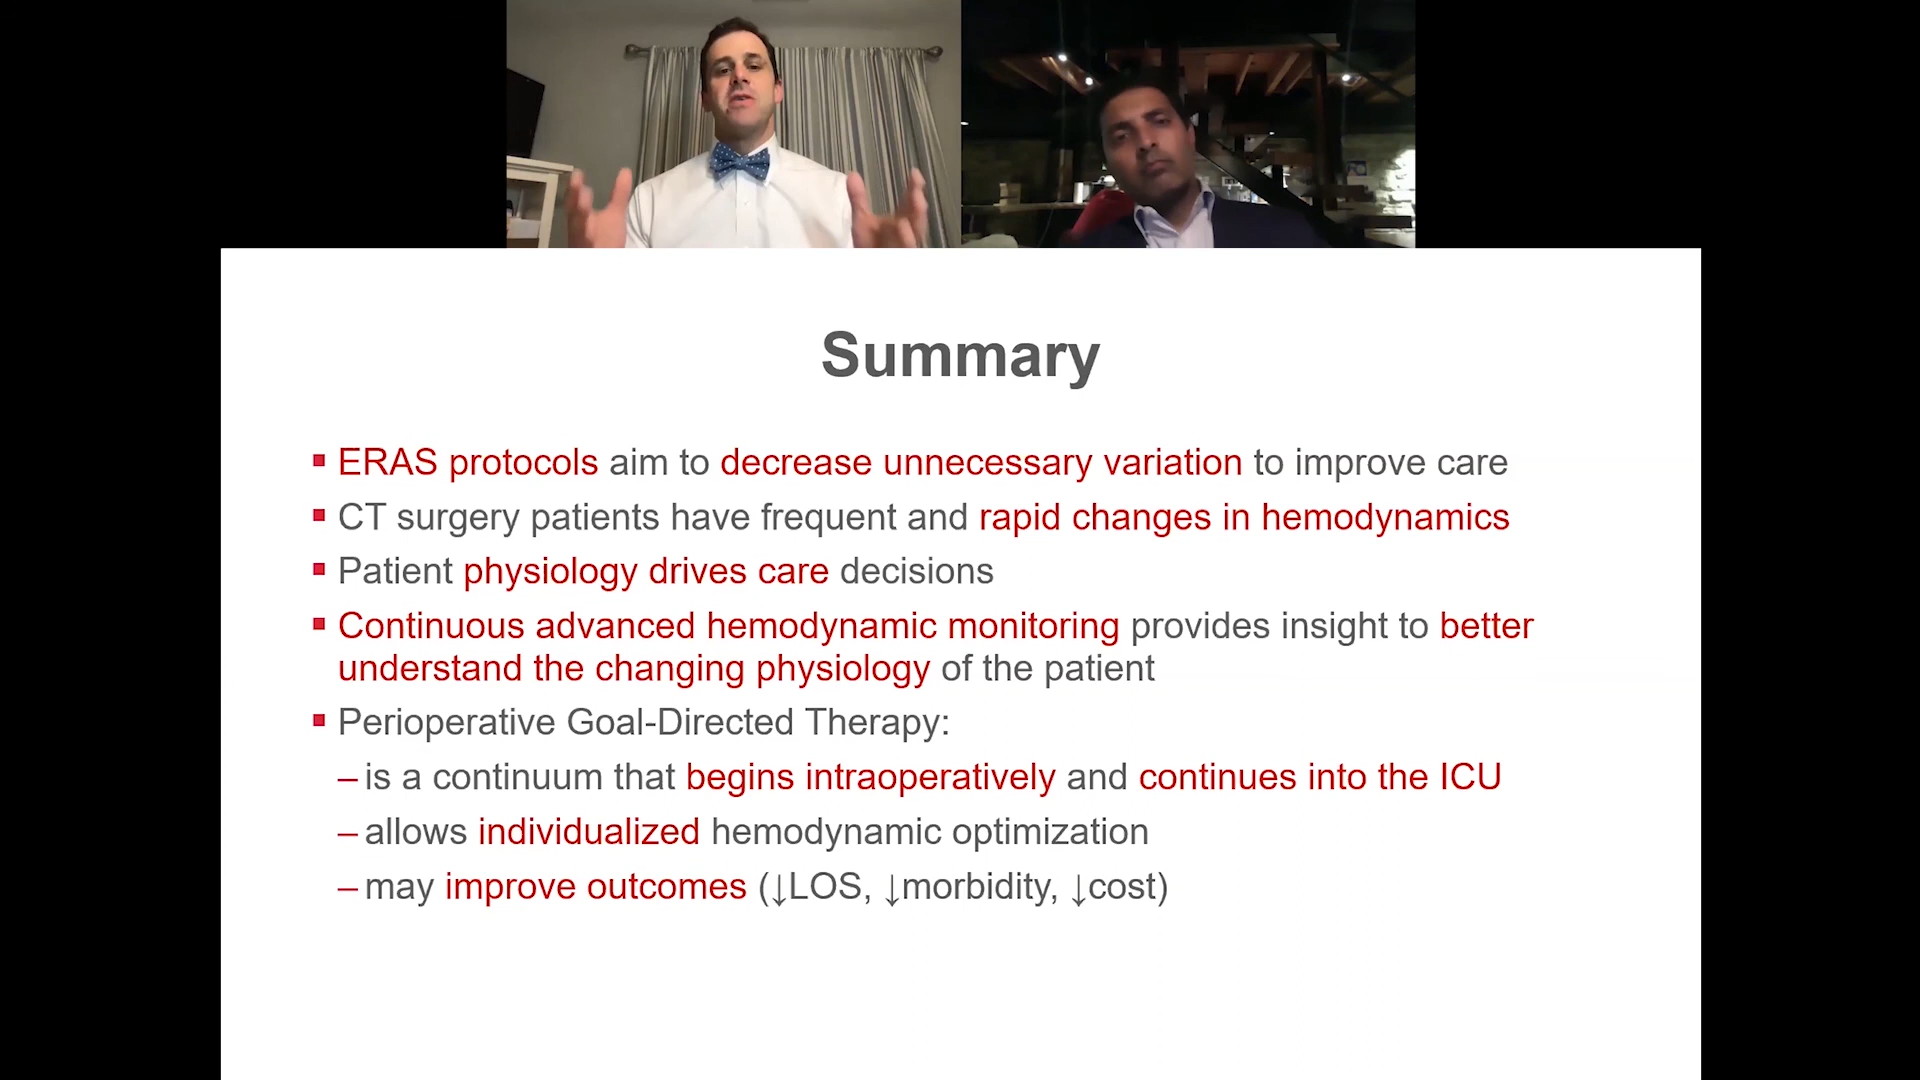 Summary
▪ ERAS protocols aim to decrease unnecessary variation to improve care
▪ CT surgery patients have frequent and rapid changes in hemodynamics
▪ Patient physiology drives care decisions
▪ Continuous advanced hemodynamic monitoring provides insight to better
understand the changing physiology of the patient
▪ Perioperative Goal-Directed Therapy:
– is a continuum that begins intraoperatively and continues into the ICU
– allows individualized hemodynamic optimization
– may improve outcomes (↓LOS, ↓morbidity, ↓cost)